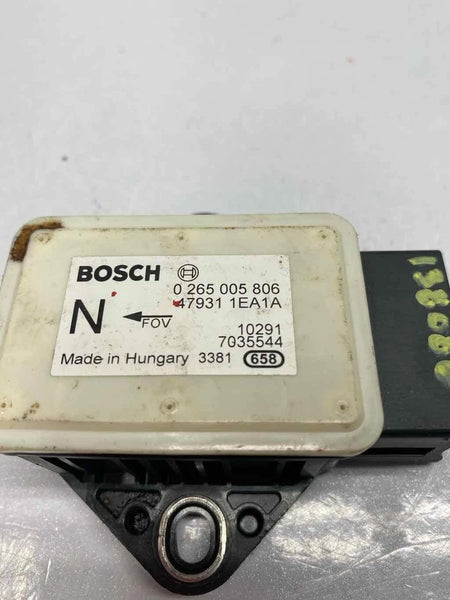 BOSCH
0 265 005 806
47931 1EA1A
N
FOV
10291
7035544
Made in Hungary 3381 658